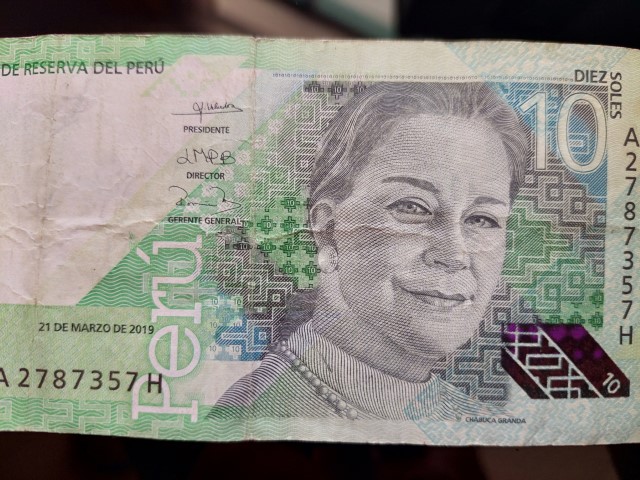 DE RESERVA DEL PERÚ
DIEZ
SOLES
10
PRESIDENTE
DIRECTOR
GERENTE GENERAL
Perú
21 DE MARZO DE 2019
A 2787357 H
A2787357H
10
CHABUCA GRANDA